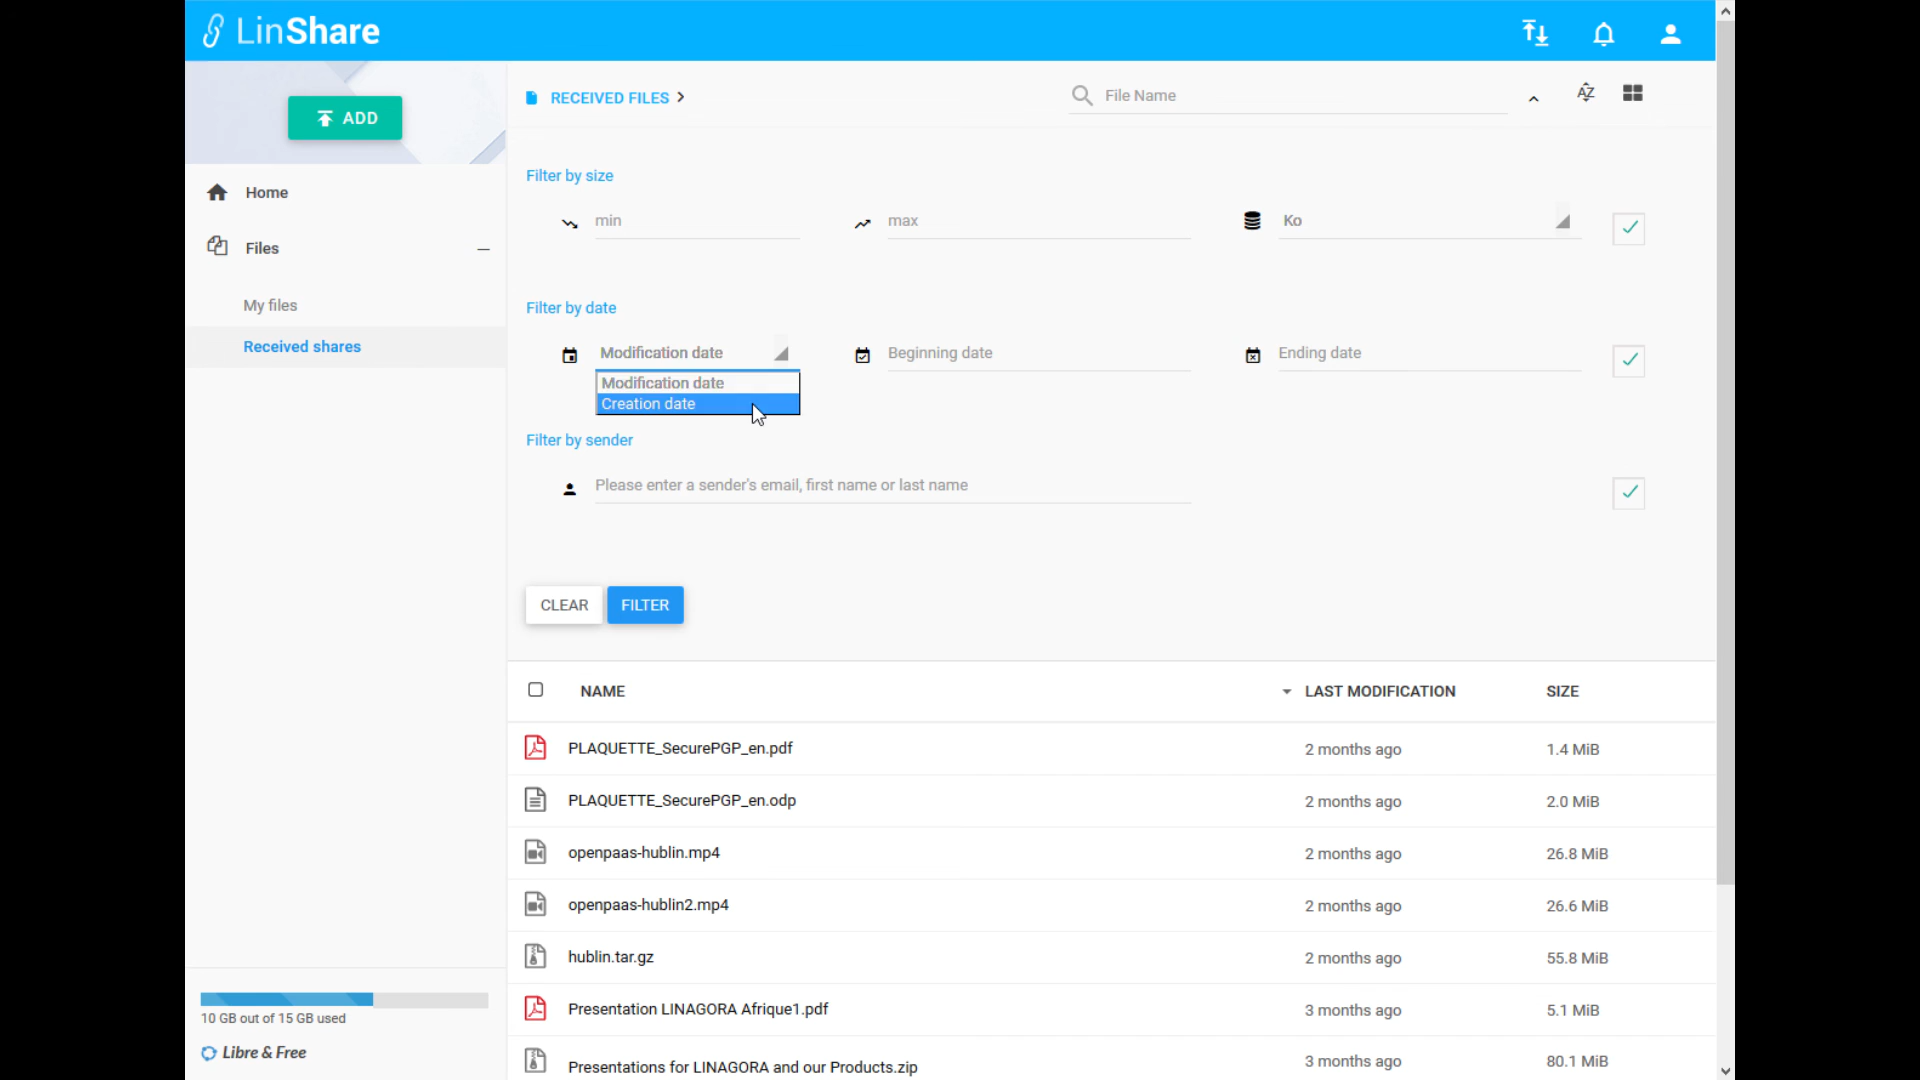 LinShare
ADD
RECEIVED FILES
File Name
Home
Files
My files
Received shares
Filter by size
min
max
Ko
Filter by date
Modification date
Beginning date
Ending date
Modification date
Creation date
Filter by sender
Please enter a sender's email, first name or last name
CLEAR
FILTER
NAME
LAST MODIFICATION
SIZE
PLAQUETTE_SecurePGP_en.pdf
2 months ago
1.4 MiB
PLAQUETTE_SecurePGP_en.odp
2 months ago
2.0 MiB
openpaas-hublin.mp4
2 months ago
26.8 MiB
openpaas-hublin2.mp4
2 months ago
26.6 MiB
hublin.tar.gz
2 months ago
55.8 MiB
Presentation LINAGORA Afrique1.pdf
3 months ago
5.1 MiB
Presentations for LINAGORA and our Products.zip
3 months ago
80.1 MiB
10 GB out of 15 GB used
Libre & Free